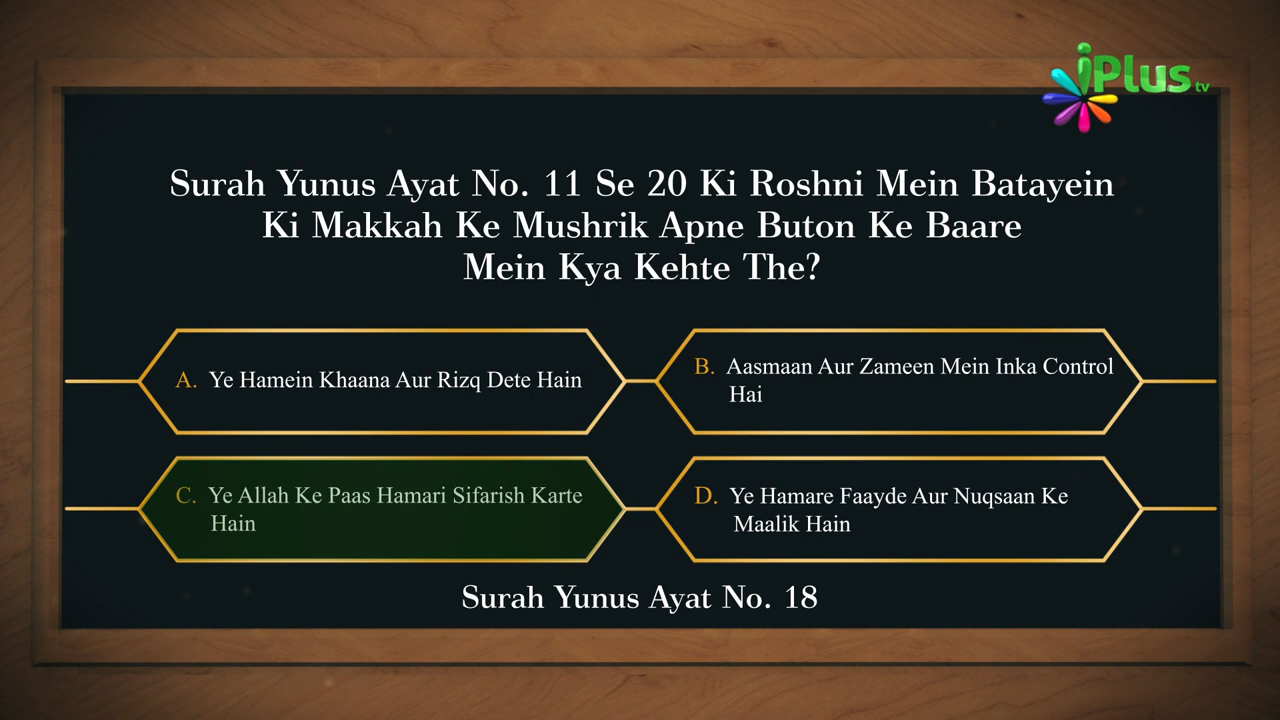 iPlus tv
Surah Yunus Ayat No. 11 Se 20 Ki Roshni Mein Batayein
Ki Makkah Ke Mushrik Apne Buton Ke Baare
Mein Kya Kehte The?
A. Ye Hamein Khaana Aur Rizq Dete Hain
B. Aasmaan Aur Zameen Mein Inka Control
Hai
C. Ye Allah Ke Paas Hamari Sifarish Karte
Hain
D. Ye Hamare Faayde Aur Nuqsaan Ke
Maalik Hain
Surah Yunus Ayat No. 18